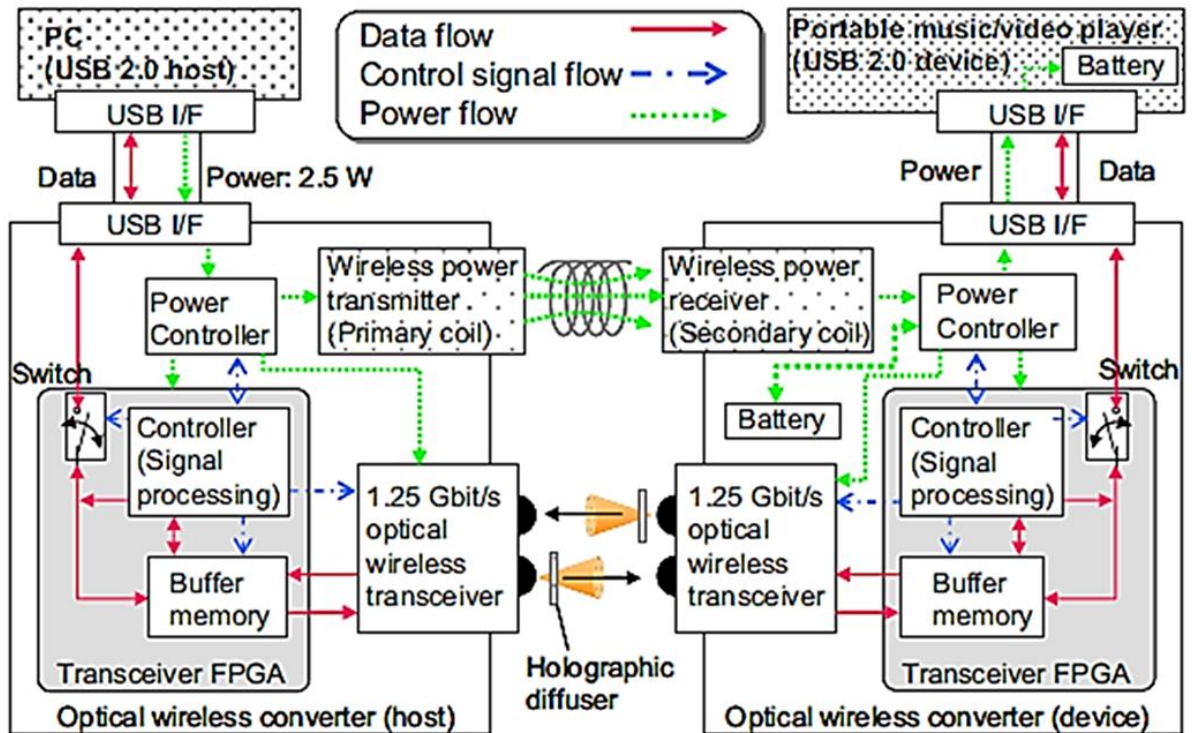 PC
(USB 2.0 host)
USB I/F
Data
Power: 2.5 W
USB I/F
Data flow
Control signal flow
Power flow
Portable music/video player
(USB 2.0 device)
Battery
USB I/F
Power
Data
USB I/F
Power
Controller
Wireless power
transmitter
(Primary coil)
Wireless power
receiver
(Secondary coil)
Power
Controller
Switch
Controller
(Signal
processing)
Buffer
memory
Transceiver FPGA
1.25 Gbit/s
optical
wireless
transceiver
Optical wireless converter (host)
Holographic
diffuser
Battery
1.25 Gbit/s
optical
wireless
transceiver
Switch
Controller
(Signal
processing)
Buffer
memory
Transceiver FPGA
Optical wireless converter (device)